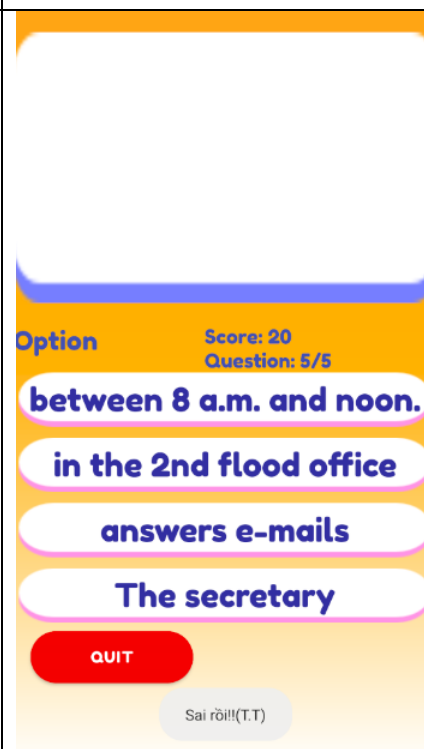 Option
Score: 20
Question: 5/5
between 8 a.m. and noon.
in the 2nd flood office
answers e-mails
The secretary
QUIT
Sai rồi!!(T.T)